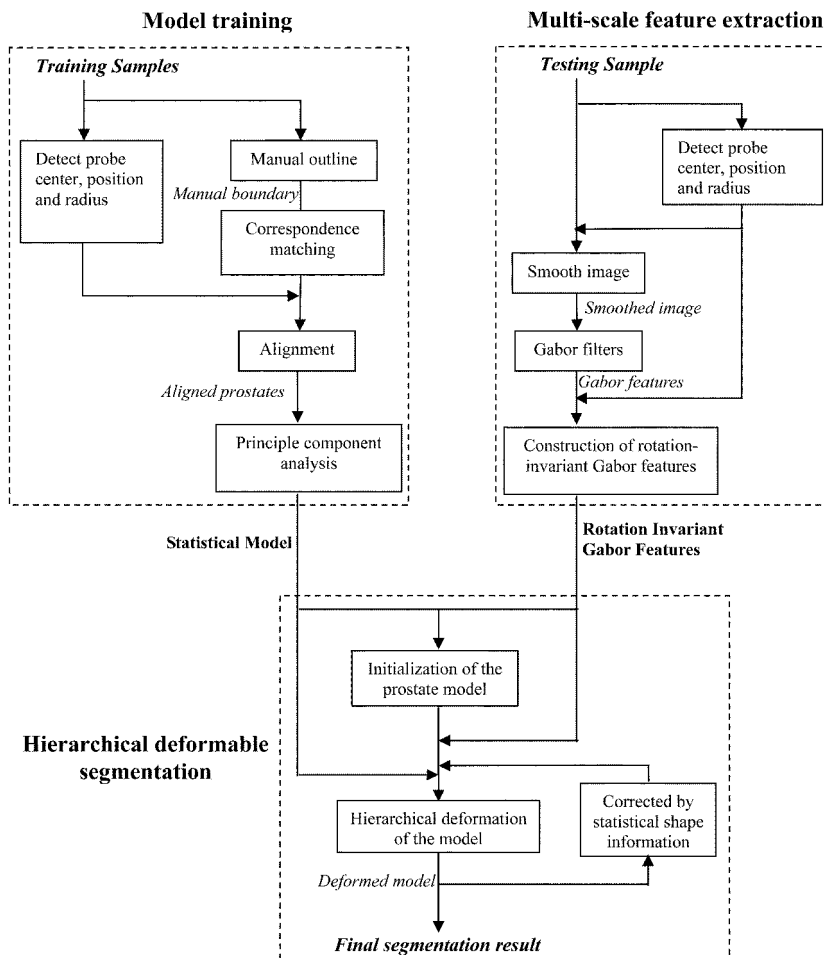 Model training
Training Samples
Detect probe
center, position
and radius
Manual outline
Manual boundary
Correspondence
matching
Alignment
Aligned prostates
Principle component
analysis
Statistical Model
Multi-scale feature extraction
Testing Sample
Detect probe
center, position
and radius
Smooth image
Smoothed image
Gabor filters
Gabor features
Construction of rotation-
invariant Gabor features
Rotation Invariant
Gabor Features
Hierarchical deformable
segmentation
Initialization of the
prostate model
Hierarchical deformation
of the model
Corrected by
statistical shape
information
Deformed model
Final segmentation result